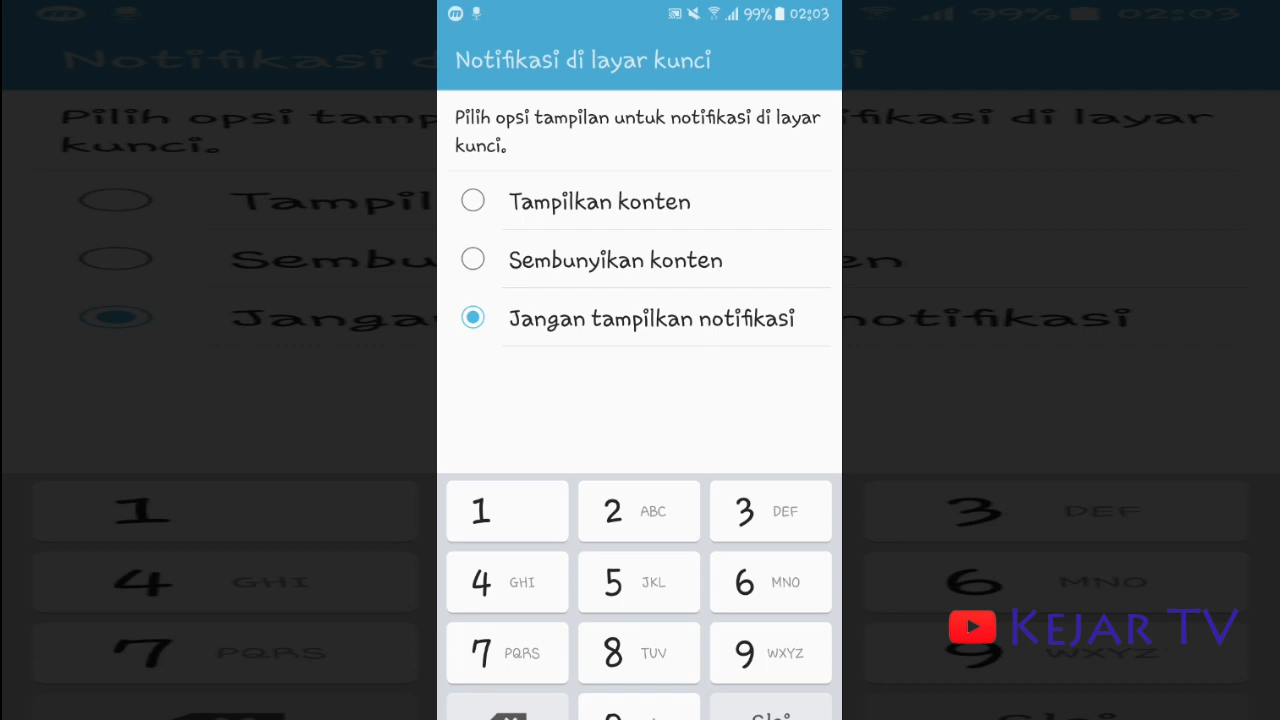 99% 02:03
Notifikasi di layar kunci
Pilih opsi tampilan untuk notifikasi di layar
kunci.
Tampilkan konten
Sembunyikan konten
Jangan tampilkan notifikasi
1
2 ABC
3 DEF
4 GHI
5 JKL
6 MNO
7 PQRS
8 TUV
9 WXYZ
KEJAR TV